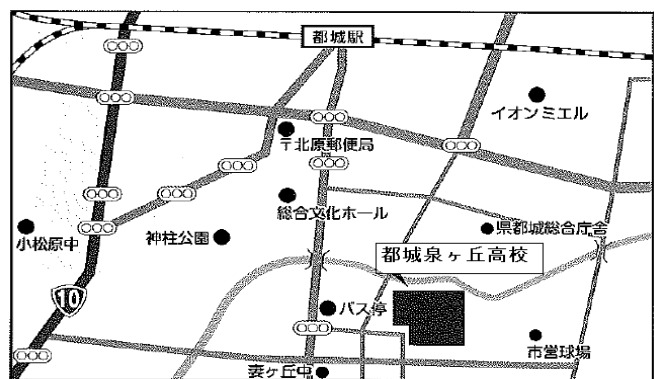 都城駅
イオンミエル
〒北原郵便局
総合文化ホール
小松原中
神柱公園
県都城総合庁舎
都城泉ヶ丘高校
10
バス停
市営球場
妻ヶ丘中